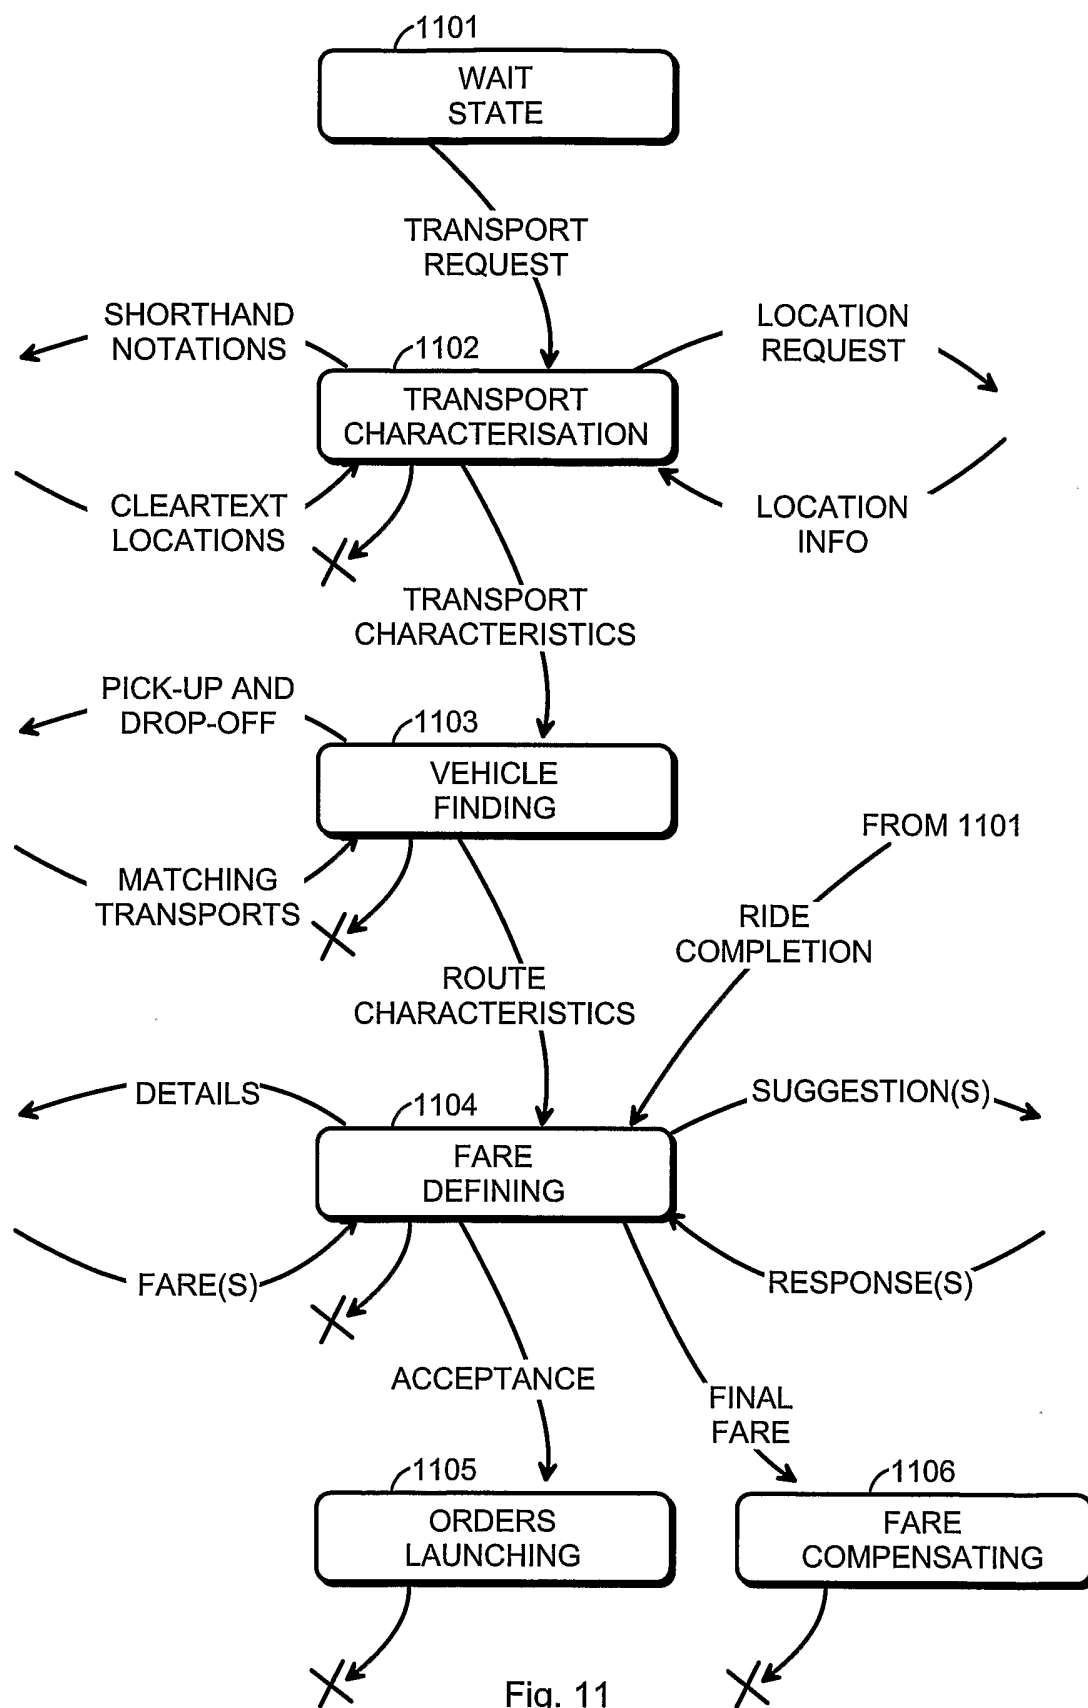 1101
WAIT
STATE
TRANSPORT
REQUEST
SHORTHAND
NOTATIONS
LOCATION
REQUEST
1102
TRANSPORT
CHARACTERISATION
CLEARTEXT
LOCATIONS
LOCATION
INFO
TRANSPORT
CHARACTERISTICS
PICK-UP AND
DROP-OFF
1103
VEHICLE
FINDING
FROM 1101
MATCHING
TRANSPORTS
RIDE
COMPLETION
ROUTE
CHARACTERISTICS
DETAILS
SUGGESTION(S)
1104
FARE
DEFINING
FARE(S)
RESPONSE(S)
ACCEPTANCE
FINAL
FARE
1105
ORDERS
LAUNCHING
1106
FARE
COMPENSATING
Fig. 11